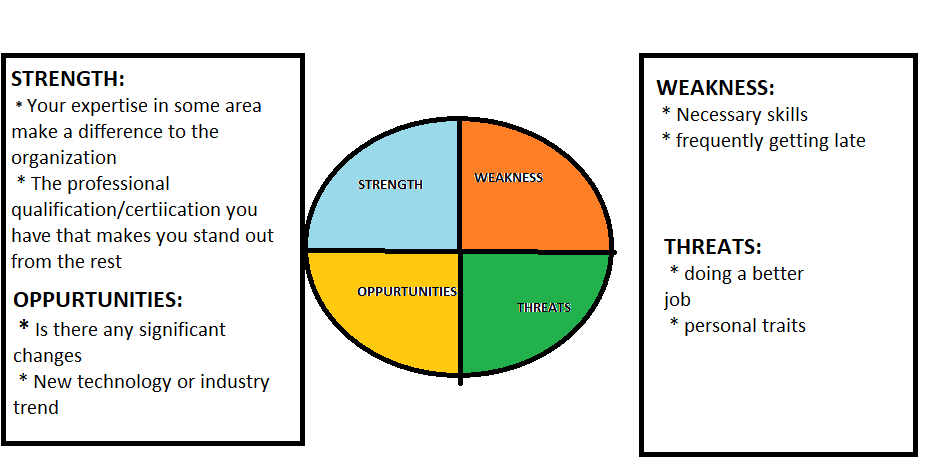 STRENGTH:
* Your expertise in some area
make a difference to the
organization
* The professional
qualification/certiication you
have that makes you stand out
from the rest
OPPURTUNITIES:
* Is there any significant
changes
* New technology or industry
trend
STRENGTH
WEAKNESS
OPPURTUNITIES
THREATS
WEAKNESS:
* Necessary skills
* frequently getting late
THREATS:
* doing a better
job
* personal traits